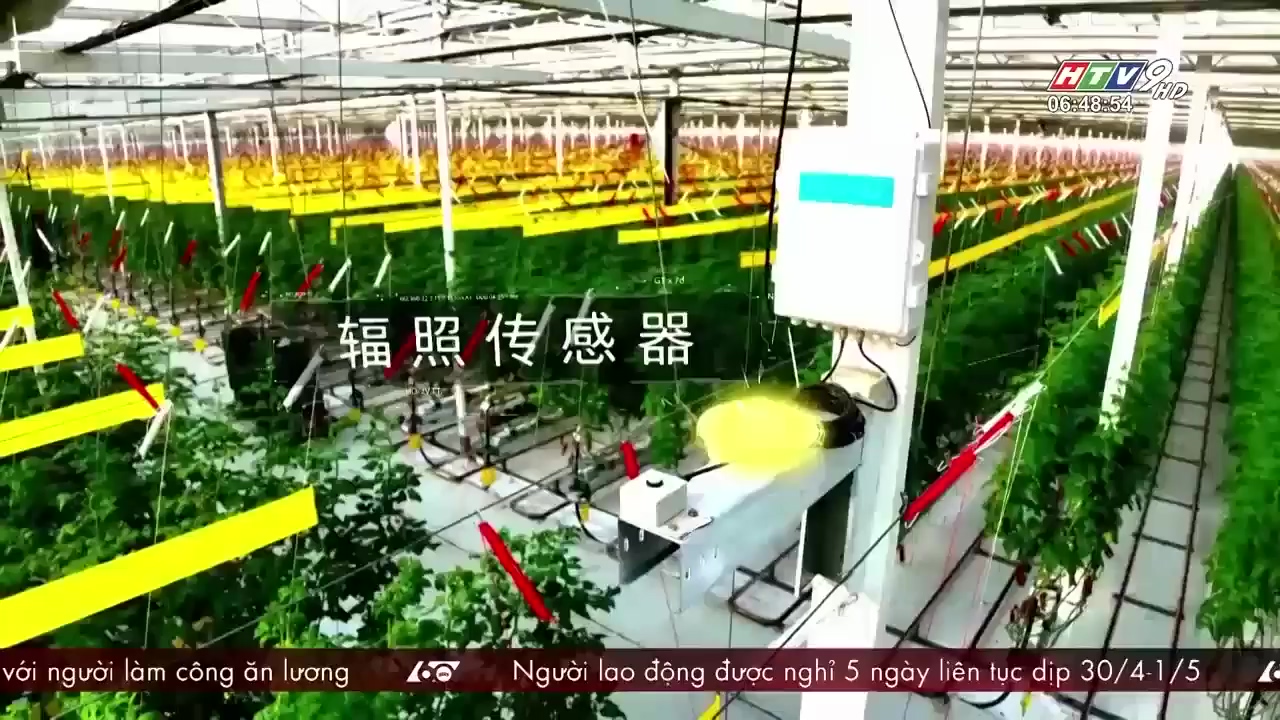 HTV9 HD
06:48:54
辐照传感器
với người làm công ăn lương
60 Người lao động được nghỉ 5 ngày liên tục dịp 30/4-1/5